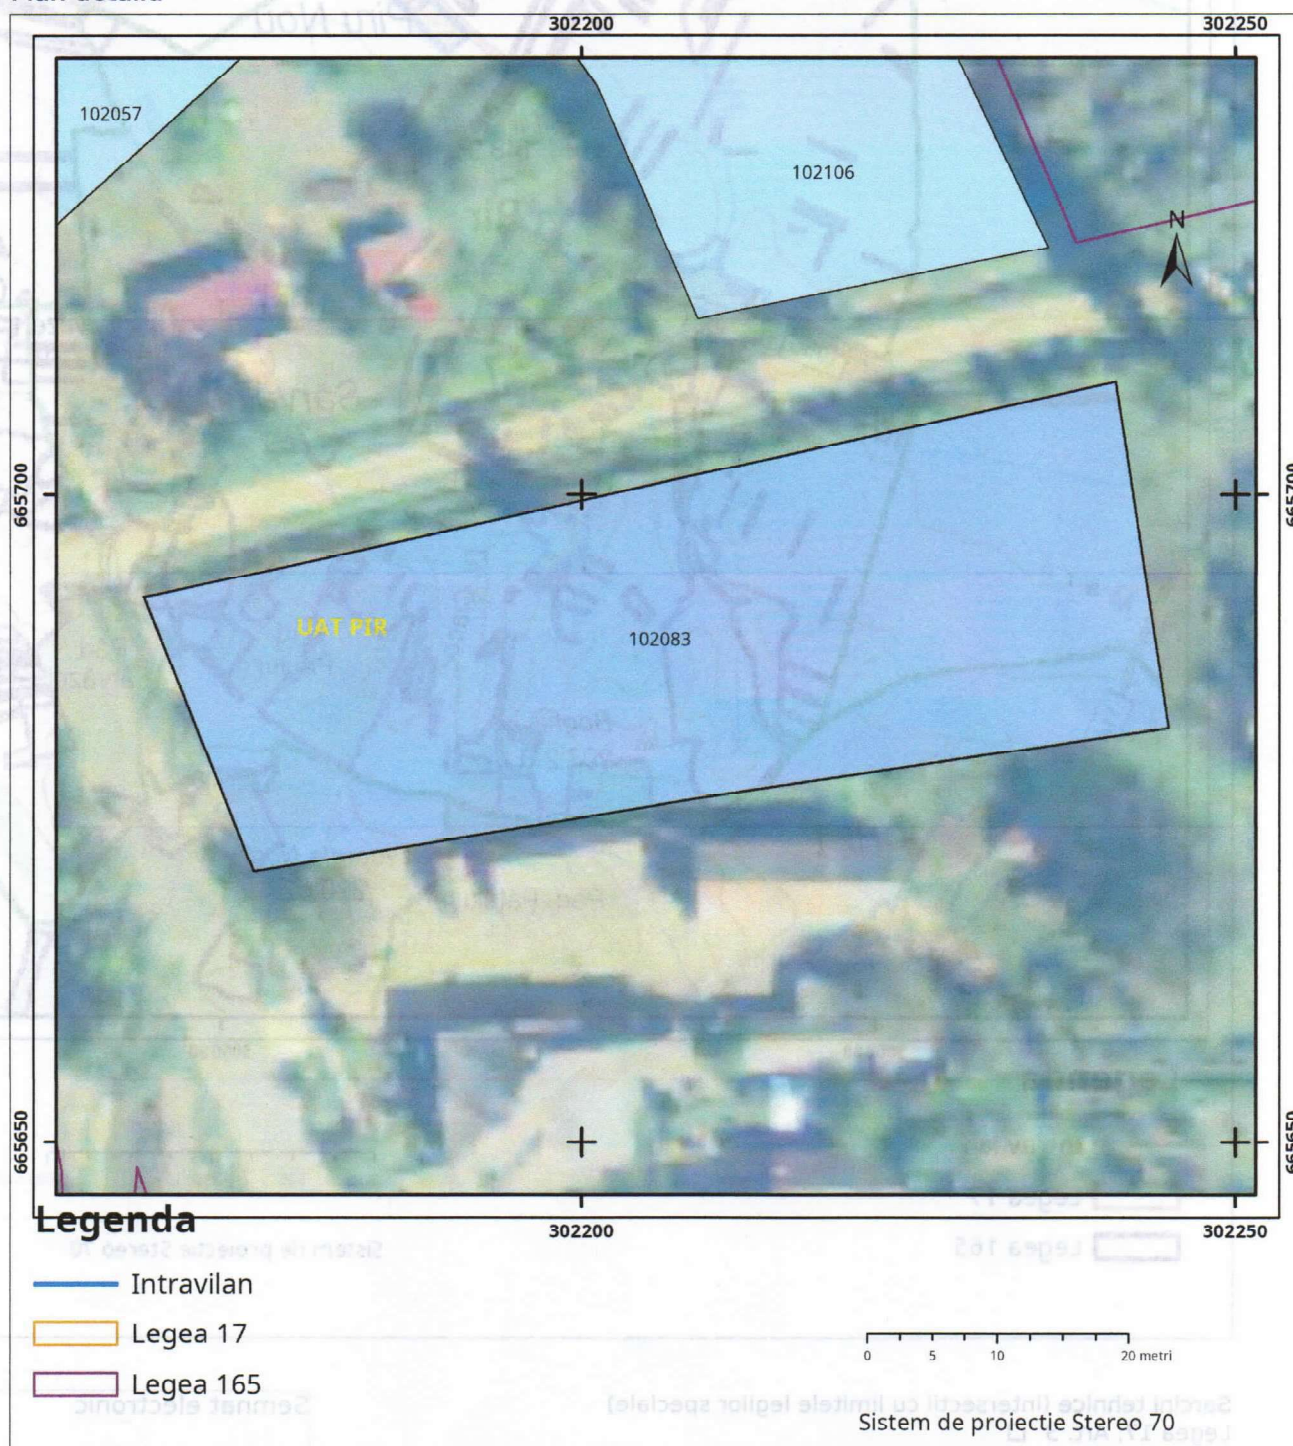 302200 302250
102057
102106
N
665700 665700
UAT PIR
102083
665650 665650
Legenda
302200 302250
Intravilan
Legea 17
Legea 165
0 5 10 20 metri
Sistem de proiectie Stereo 70